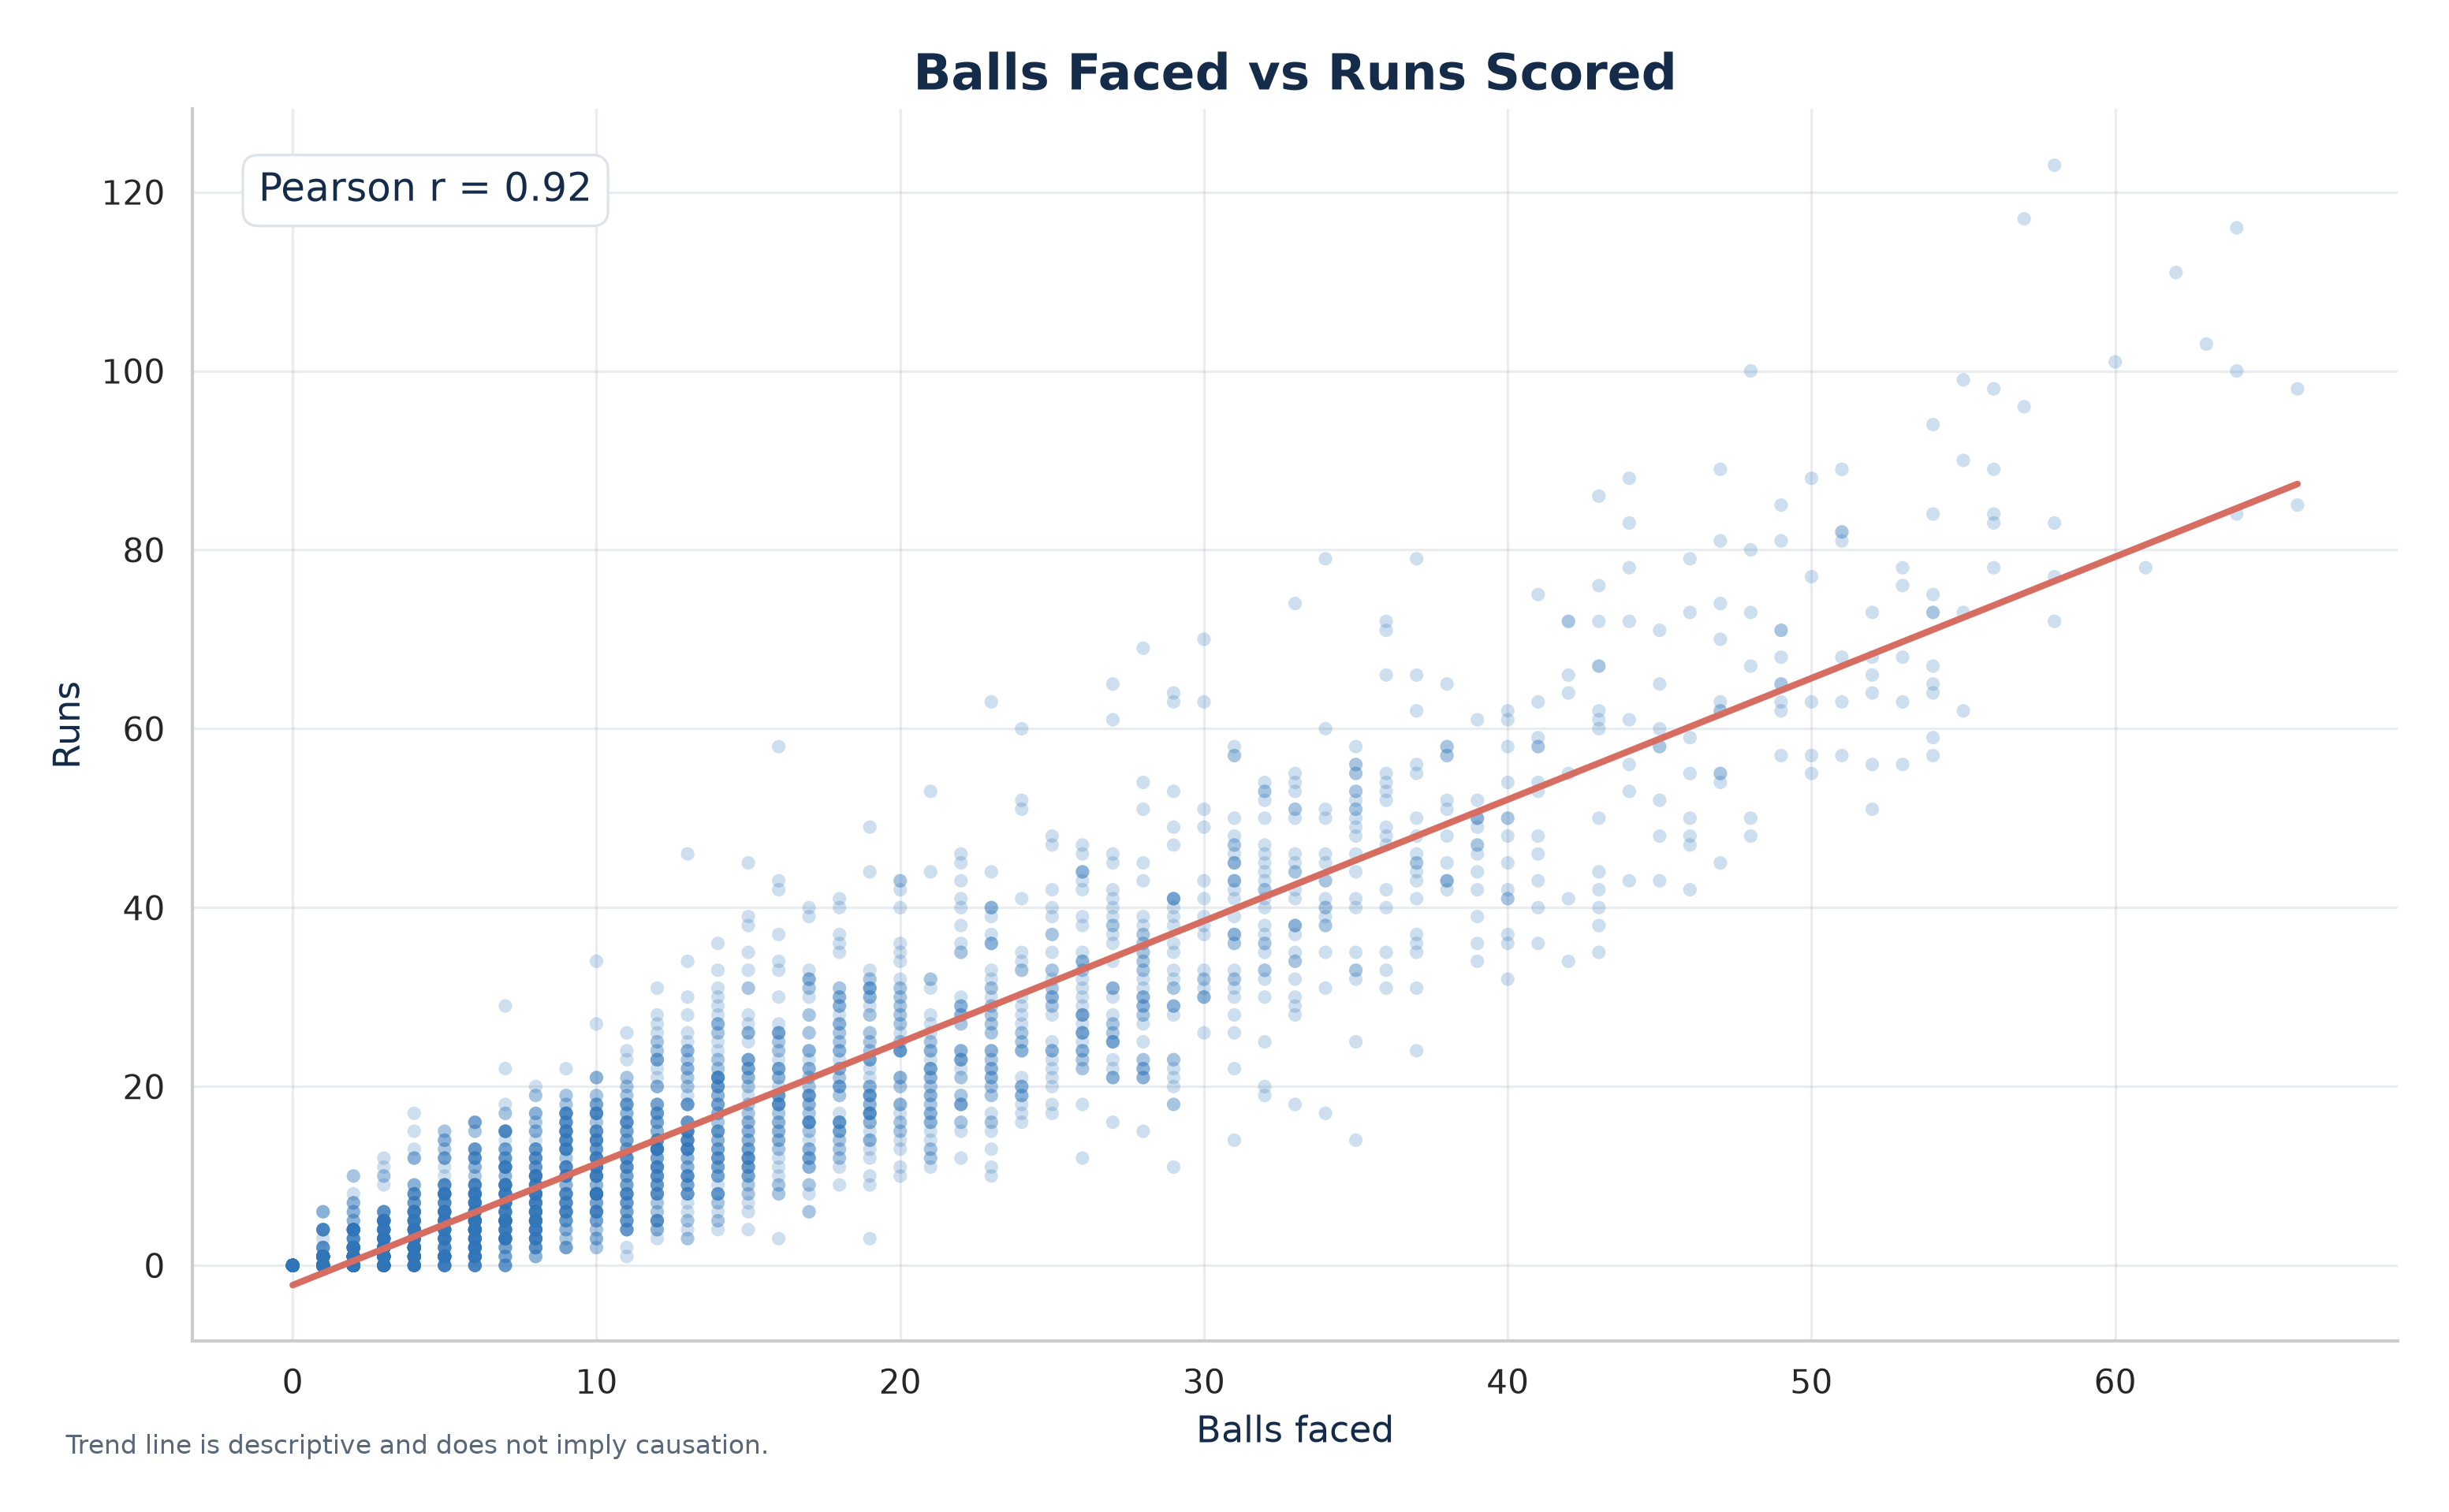 Balls Faced vs Runs Scored
Pearson r = 0.92
120
100
80
60
40
20
0
Runs
0 10 20 30 40 50 60
Balls faced
Trend line is descriptive and does not imply causation.